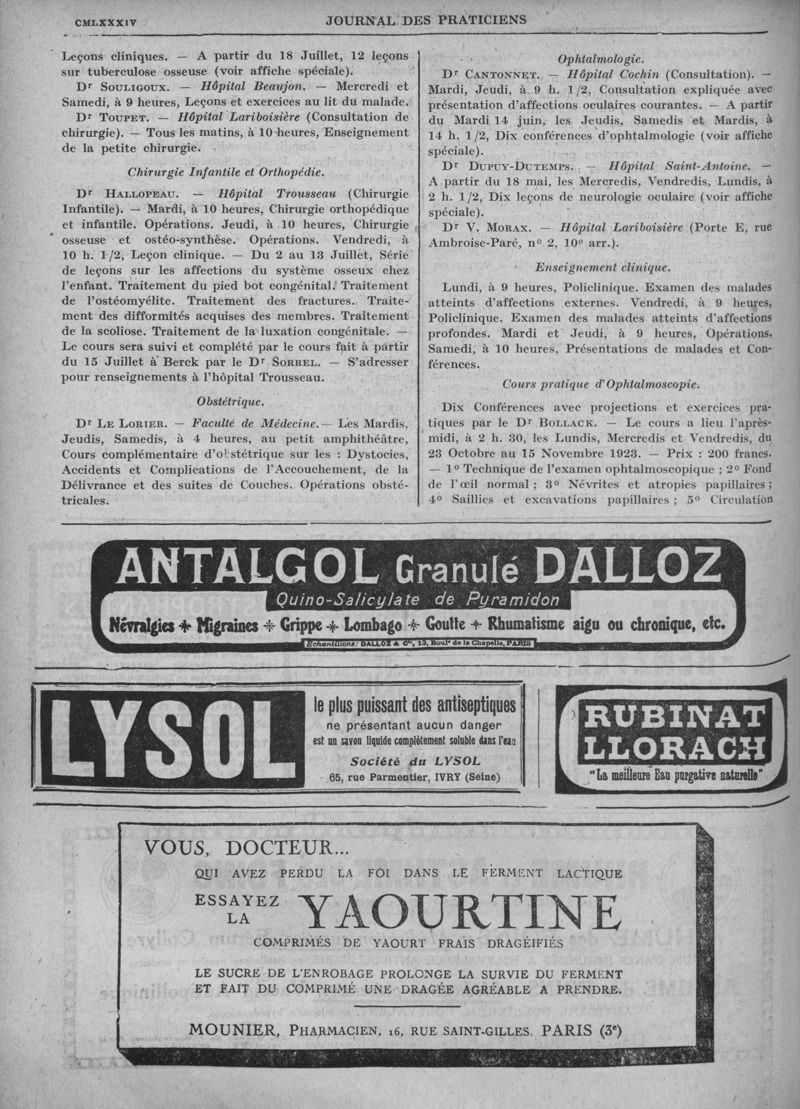 CMLXXXIV
JOURNAL DES PRATICIENS
Leçons cliniques. — A partir du 18 Juillet, 12 leçons
sur tuberculose osseuse (voir affiche spéciale).
Dr SOULIGOUX. — Hôpital Beaujon. — Mercredi et
Samedi, à 9 heures, Leçons et exercices au lit du malade.
Dr TOUPET. — Hôpital Lariboisière (Consultation de
chirurgie). — Tous les matins, à 10 heures, Enseignement
de la petite chirurgie.
Chirurgie Infantile et Orthopédie.
Dr HALLOPEAU. — Hôpital Trousseau (Chirurgie
Infantile). — Mardi, à 10 heures, Chirurgie orthopédique
et infantile. Opérations. Jeudi, à 10 heures, Chirurgie
osseuse et ostéo-synthèse. Opérations. Vendredi, à
10 h. 1/2, Leçon clinique. — Du 2 au 13 Juillet, Série
de leçons sur les affections du système osseux chez
l'enfant. Traitement du pied bot congénital. Traitement
de l'ostéomyélite. Traitement des fractures. Traite-
ment des difformités acquises des membres. Traitement
de la scoliose. Traitement de la luxation congénitale. —
Le cours sera suivi et complété par le cours fait à partir
du 15 Juillet à Berck par le Dr SORREL. — S'adresser
pour renseignements à l'hôpital Trousseau.
Obstétrique.
Dr LE LORIER. — Faculté de Médecine. — Les Mardis,
Jeudis, Samedis, à 4 heures, au petit amphithéâtre,
Cours complémentaire d'obstétrique sur les : Dystocies,
Accidents et Complications de l'Accouchement, de la
Délivrance et des suites de Couches. Opérations obsté-
tricales.
Ophtalmologie.
Dr CANTONNET. — Hôpital Cochin (Consultation). —
Mardi, Jeudi, à 9 h. 1/2, Consultation expliquée avec
présentation d'affections oculaires courantes. — A partir
du Mardi 14 juin, les Jeudis, Samedis et Mardis, à
14 h. 1/2, Dix conférences d'ophtalmologie (voir affiche
spéciale).
Dr DUPUY-DUTEMPS. — Hôpital Saint-Antoine. —
A partir du 18 mai, les Mercredis, Vendredis, Lundis, à
2 h. 1/2, Dix leçons de neurologie oculaire (voir affiche
spéciale).
Dr V. MORAX. — Hôpital Lariboisière (Porte E, rue
Ambroise-Paré, no 2, 10e arr.).
Enseignement clinique.
Lundi, à 9 heures, Policlinique. Examen des malades
atteints d'affections externes. Vendredi, à 9 heures,
Policlinique. Examen des malades atteints d'affections
profondes. Mardi et Jeudi, à 9 heures, Opérations.
Samedi, à 10 heures, Présentations de malades et Con-
férences.
Cours pratique d'Ophtalmoscopie.
Dix Conférences avec projections et exercices pra-
tiques par le Dr BOLLACK. — Le cours a lieu l'après-
midi, à 2 h. 30, les Lundis, Mercredis et Vendredis, du
23 Octobre au 15 Novembre 1923. — Prix : 200 francs.
— 1o Technique de l'examen ophtalmoscopique ; 2o Fond
de l'œil normal ; 3o Névrites et atropies papillaires ;
4o Saillies et excavations papillaires ; 5o Circulation
ANTALGOL Granulé DALLOZ
Quino-Salicylate de Pyramidon
Névralgies + Migraines + Grippe + Lombago + Goutte + Rhumatisme aigu ou chronique, etc.
Echantillons : DALLOZ & Cie, 13, Bould de la Chapelle, PARIS
LYSOL
le plus puissant des antiseptiques
ne présentant aucun danger
est un savon liquide complètement soluble dans l'eau
Société du LYSOL
65, rue Parmentier, IVRY (Seine)
RUBINAT
LLORACH
"La meilleure Eau purgative naturelle"
VOUS, DOCTEUR...
QUI AVEZ PERDU LA FOI DANS LE FERMENT LACTIQUE
ESSAYEZ
LA YAOURTINE
COMPRIMÉS DE YAOURT FRAIS DRAGÉIFIÉS
LE SUCRE DE L'ENROBAGE PROLONGE LA SURVIE DU FERMENT
ET FAIT DU COMPRIMÉ UNE DRAGÉE AGRÉABLE A PRENDRE.
MOUNIER, PHARMACIEN, 16, RUE SAINT-GILLES. PARIS (3e)